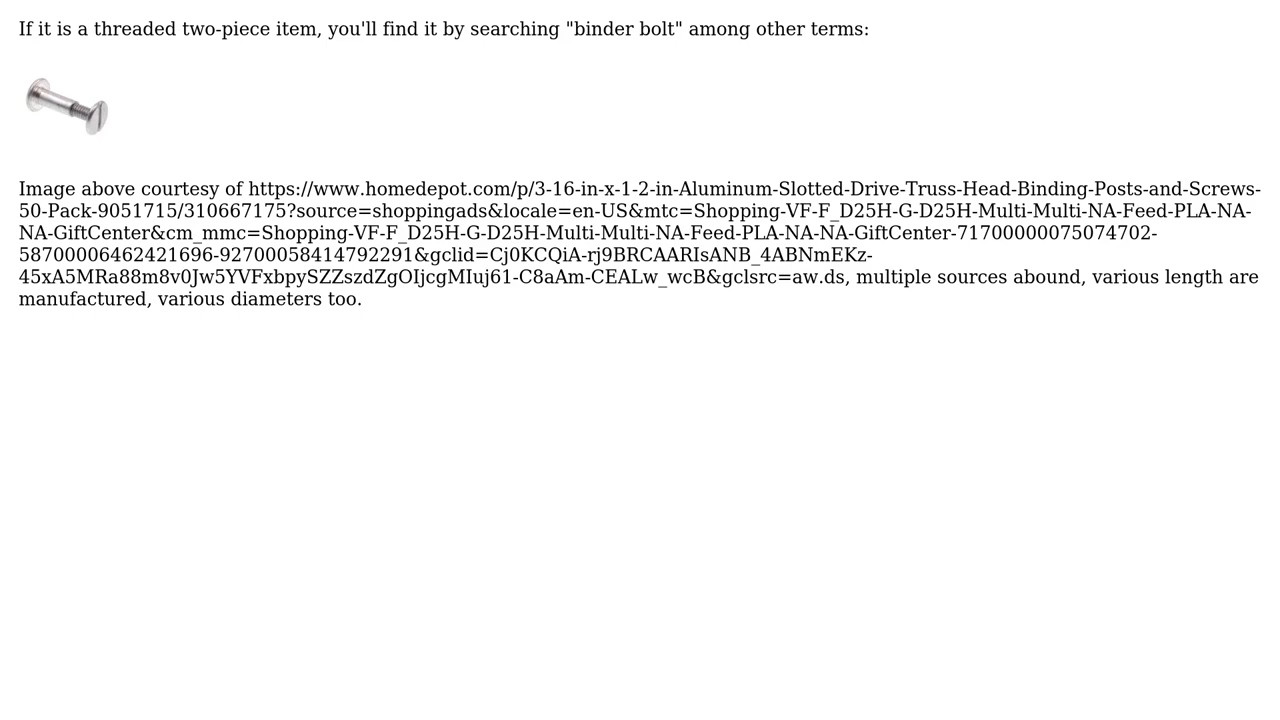 If it is a threaded two-piece item, you'll find it by searching "binder bolt" among other terms:
Image above courtesy of https://www.homedepot.com/p/3-16-in-x-1-2-in-Aluminum-Slotted-Drive-Truss-Head-Binding-Posts-and-Screws-
50-Pack-9051715/310667175?source=shoppingads&locale=en-US&mtc=Shopping-VF-F_D25H-G-D25H-Multi-Multi-NA-Feed-PLA-NA-
NA-GiftCenter&cm_mmc=Shopping-VF-F_D25H-G-D25H-Multi-Multi-NA-Feed-PLA-NA-NA-GiftCenter-71700000075074702-
58700006462421696-92700058414792291&gclid=Cj0KCQiA-rj9BRCAARIsANB_4ABNmEKz-
45xA5MRa88m8v0Jw5YVFxbpySZZszdZgOIjcgMIuj61-C8aAm-CEALw_wcB&gclsrc=aw.ds, multiple sources abound, various length are
manufactured, various diameters too.